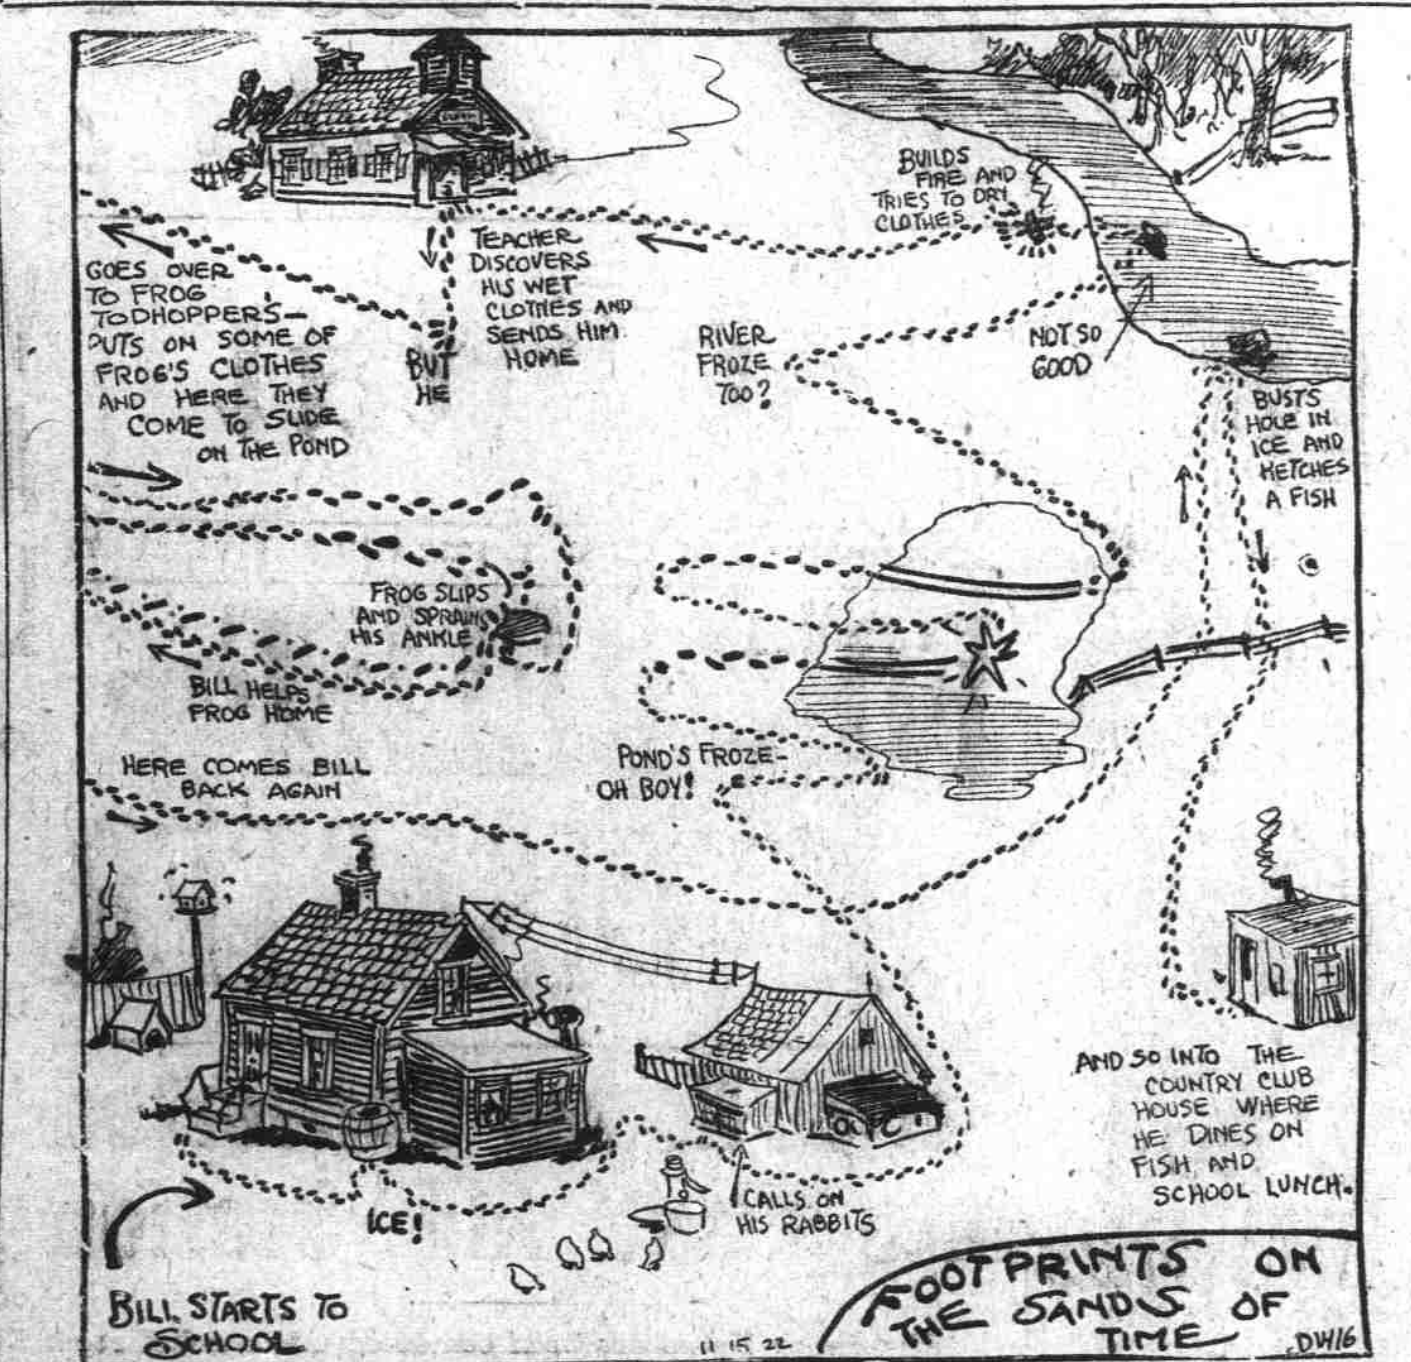 BILL STARTS TO
SCHOOL
ICE!
CALLS ON
HIS RABBITS
POND'S FROZE-
OH BOY!
RIVER
FROZE
TOO?
NOT SO
GOOD
BUILDS
FIRE AND
TRIES TO DRY
CLOTHES
TEACHER
DISCOVERS
HIS WET
CLOTHES AND
SENDS HIM
HOME
BUT
HE
GOES OVER
TO FROG
TODHOPPER'S—
PUTS ON SOME OF
FROG'S CLOTHES
AND HERE THEY
COME TO SLIDE
ON THE POND
FROG SLIPS
AND SPRAINS
HIS ANKLE
BILL HELPS
FROG HOME
HERE COMES BILL
BACK AGAIN
BUSTS
HOLE IN
ICE AND
KETCHES
A FISH
AND SO INTO THE
COUNTRY CLUB
HOUSE WHERE
HE DINES ON
FISH AND
SCHOOL LUNCH.
FOOTPRINTS ON
THE SANDS OF
TIME
11 15 22
DWIG